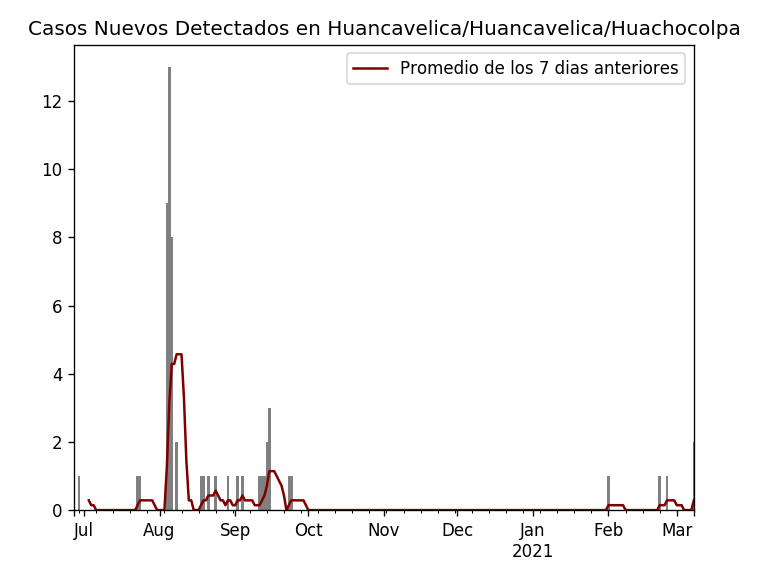 Casos Nuevos Detectados en Huancavelica/Huancavelica/Huachocolpa
Promedio de los 7 dias anteriores
12
10
8
6
4
2
0
Jul Aug Sep Oct Nov Dec Jan Feb Mar
2021